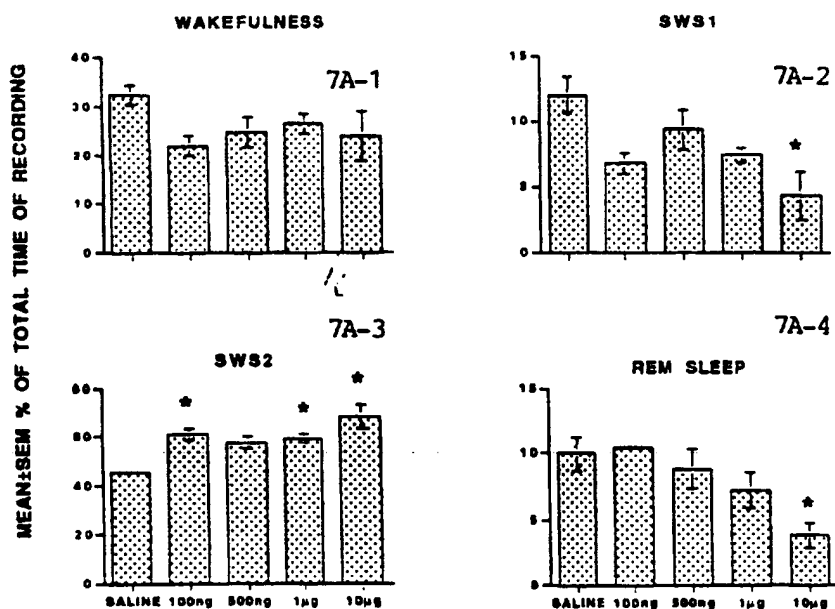 MEAN±SEM % OF TOTAL TIME OF RECORDING
WAKEFULNESS
7A-1
40
30
20
10
0
SWS1
7A-2
15
10
5
0
*
7A-3
SWS2
80
60
40
20
0
* * *
SALINE 100ng 500ng 1µg 10µg
7A-4
REM SLEEP
15
10
5
0
*
SALINE 100ng 500ng 1µg 10µg